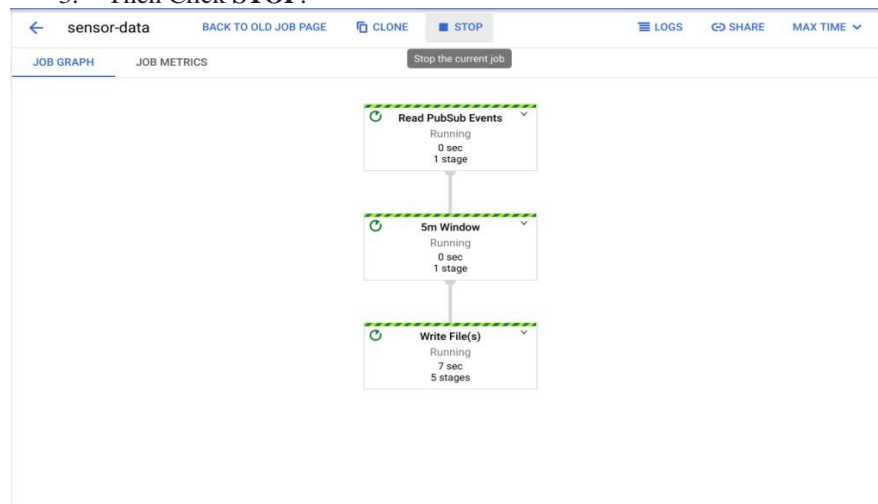 3. Then Click STOP.
sensor-data BACK TO OLD JOB PAGE CLONE STOP LOGS SHARE MAX TIME
JOB GRAPH JOB METRICS Stop the current job
Read PubSub Events
Running
0 sec
1 stage
5m Window
Running
0 sec
1 stage
Write File(s)
Running
7 sec
5 stages